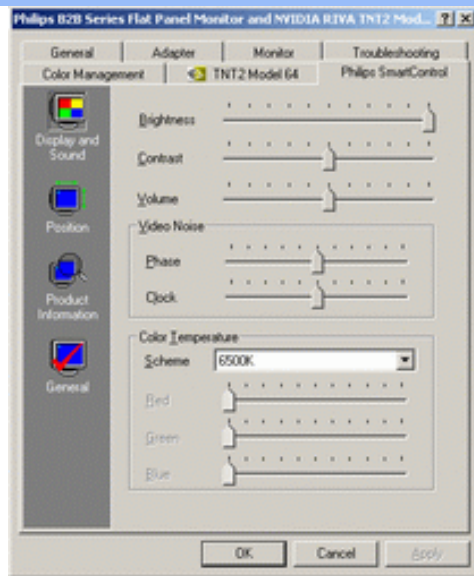 Philips B2B Series Flat Panel Monitor and NVIDIA RIVA TNT2 Mod...
General Adapter Monitor Troubleshooting
Color Management TNT2 Model 64 Philips SmartControl
Display and
Sound
Position
Product
Information
General
Brightness
Contrast
Volume
Video Noise
Phase
Clock
Color Temperature
Scheme 6500K
Red
Green
Blue
OK Cancel Apply